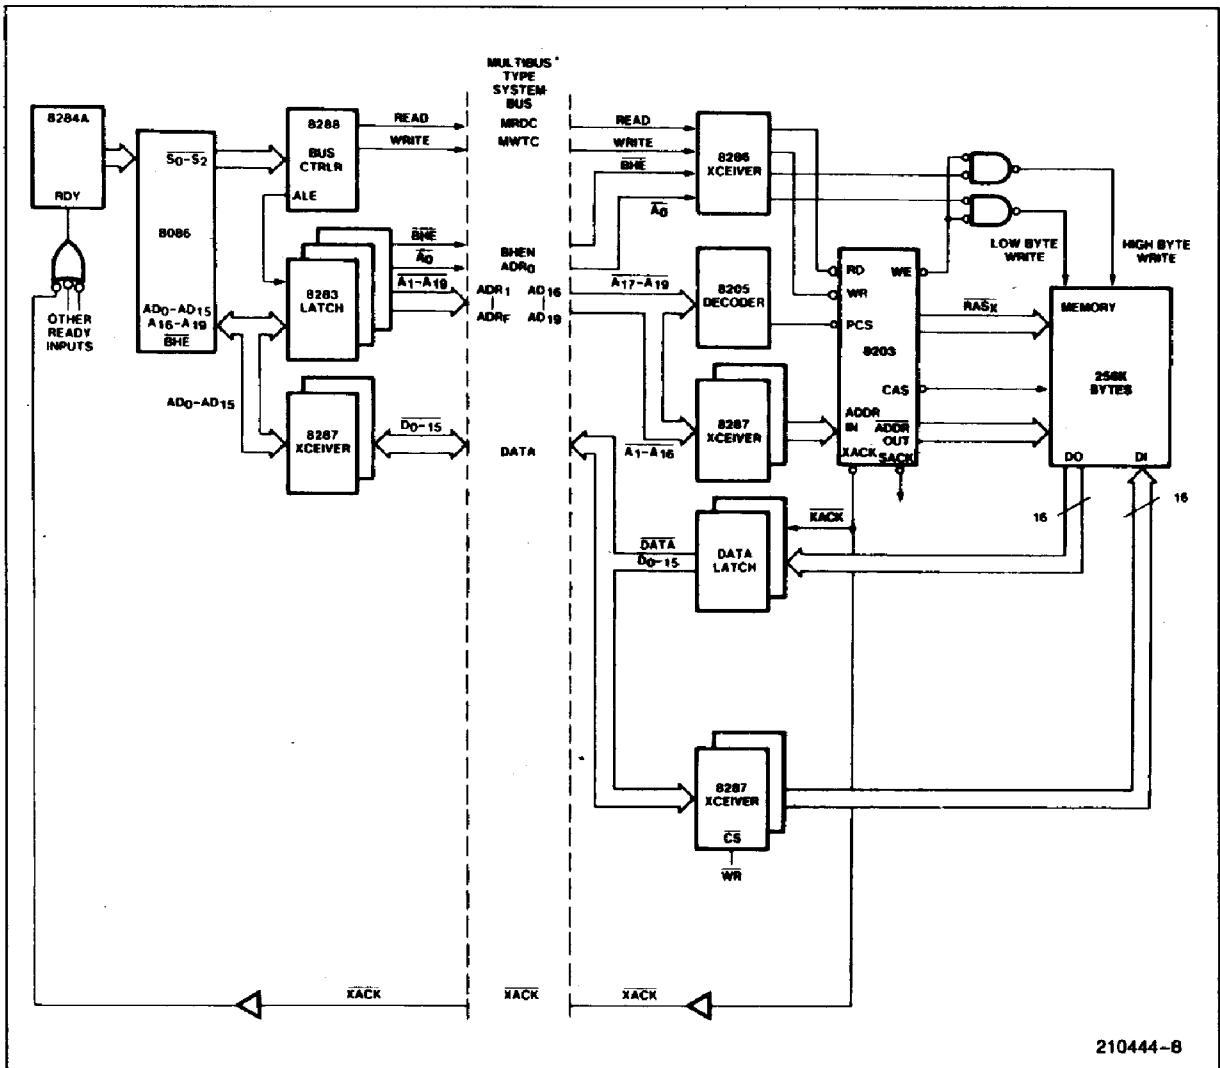 MULTIBUS*
TYPE
SYSTEM
BUS
8284A
RDY
S0-S2
8086
AD0-AD15
A16-A19
BHE
OTHER
READY
INPUTS
8288
BUS
CTRLR
ALE
READ
WRITE
MRDC
MWTC
READ
WRITE
BHE
A0
8286
XCEIVER
8283
LATCH
BHE
A0
A1-A19
BHEN
ADR0
ADR1
ADRF
AD16
AD19
A17-A19
8205
DECODER
RD
WR
PCS
8203
WE
CAS
ADDR
IN
ADDR
OUT
XACK
SACK
LOW BYTE
WRITE
HIGH BYTE
WRITE
RASX
MEMORY
256K
BYTES
DO
DI
16
16
AD0-AD15
8287
XCEIVER
D0-15
DATA
A1-A16
8287
XCEIVER
XACK
DATA
D0-15
DATA
LATCH
8287
XCEIVER
CS
WR
XACK
XACK
XACK
210444-8